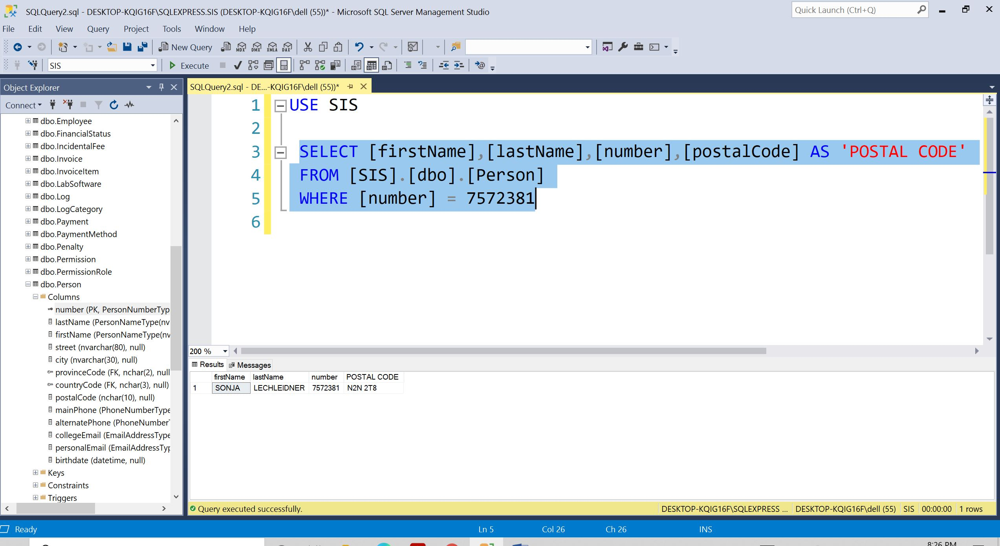 SQLQuery2.sql - DESKTOP-KQIG16F\SQLEXPRESS.SIS (DESKTOP-KQIG16F\dell (55))* - Microsoft SQL Server Management Studio
Quick Launch (Ctrl+Q)
File Edit View Query Project Tools Window Help
New Query MDX DMX XMLA DAX
SIS Execute
Object Explorer
Connect
dbo.Employee
dbo.FinancialStatus
dbo.IncidentalFee
dbo.Invoice
dbo.InvoiceItem
dbo.LabSoftware
dbo.Log
dbo.LogCategory
dbo.Payment
dbo.PaymentMethod
dbo.Penalty
dbo.Permission
dbo.PermissionRole
dbo.Person
Columns
number (PK, PersonNumberTyp
lastName (PersonNameType(nv
firstName (PersonNameType(nv
street (nvarchar(80), null)
city (nvarchar(30), null)
provinceCode (FK, nchar(2), null
countryCode (FK, nchar(3), null)
postalCode (nchar(10), null)
mainPhone (PhoneNumberType
alternatePhone (PhoneNumberT
collegeEmail (EmailAddressType
personalEmail (EmailAddressTyp
birthdate (datetime, null)
Keys
Constraints
Triggers
SQLQuery2.sql - DE...-KQIG16F\dell (55))*
1 USE SIS
2
3 SELECT [firstName],[lastName],[number],[postalCode] AS 'POSTAL CODE'
4 FROM [SIS].[dbo].[Person]
5 WHERE [number] = 7572381
6
200 %
Results Messages
firstName lastName number POSTAL CODE
1 SONJA LECHLEIDNER 7572381 N2N 2T8
Query executed successfully. DESKTOP-KQIG16F\SQLEXPRESS ... DESKTOP-KQIG16F\dell (55) SIS 00:00:00 1 rows
Ready Ln 5 Col 26 Ch 26 INS
8:26 PM